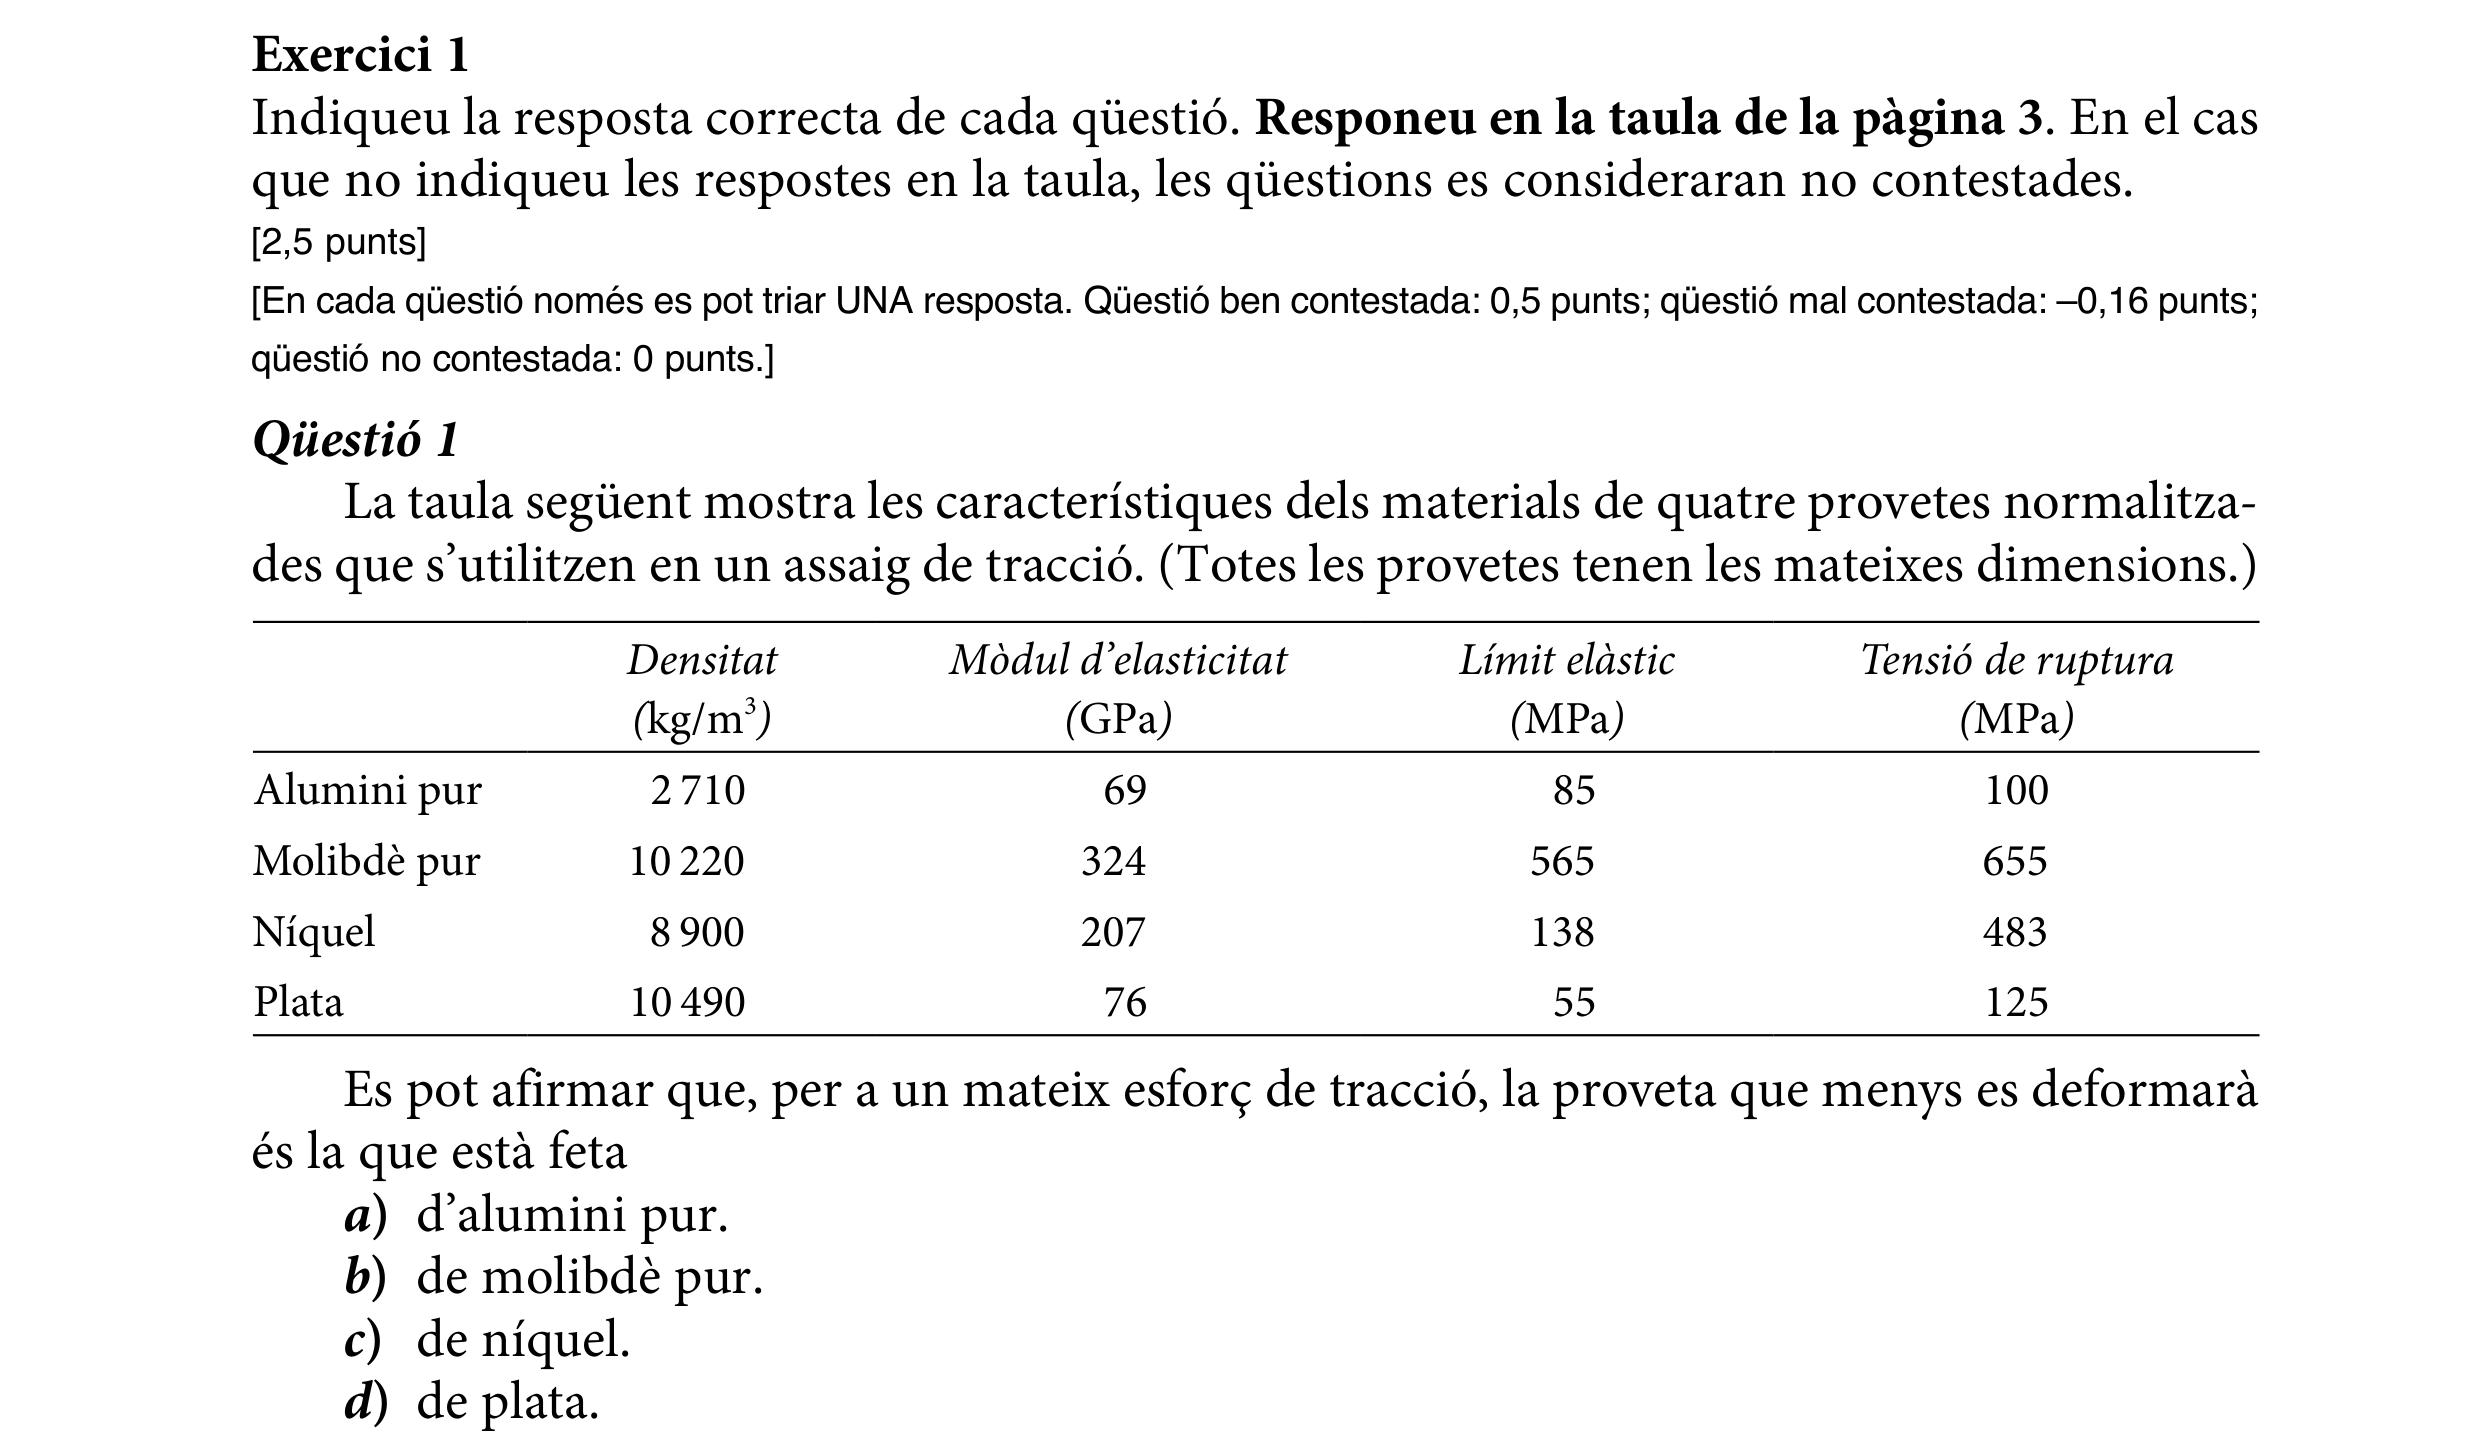 Exercici 1
Indiqueu la resposta correcta de cada qüestió. Responeu en la taula de la pàgina 3. En el cas
que no indiqueu les respostes en la taula, les qüestions es consideraran no contestades.
[2,5 punts]
[En cada qüestió només es pot triar UNA resposta. Qüestió ben contestada: 0,5 punts; qüestió mal contestada: –0,16 punts;
qüestió no contestada: 0 punts.]
Qüestió 1
La taula següent mostra les característiques dels materials de quatre provetes normalitza-
des que s’utilitzen en un assaig de tracció. (Totes les provetes tenen les mateixes dimensions.)
Densitat Mòdul d’elasticitat Límit elàstic Tensió de ruptura
(kg/m³) (GPa) (MPa) (MPa)
Alumini pur 2 710 69 85 100
Molibdè pur 10 220 324 565 655
Níquel 8 900 207 138 483
Plata 10 490 76 55 125
Es pot afirmar que, per a un mateix esforç de tracció, la proveta que menys es deformarà
és la que està feta
a) d’alumini pur.
b) de molibdè pur.
c) de níquel.
d) de plata.